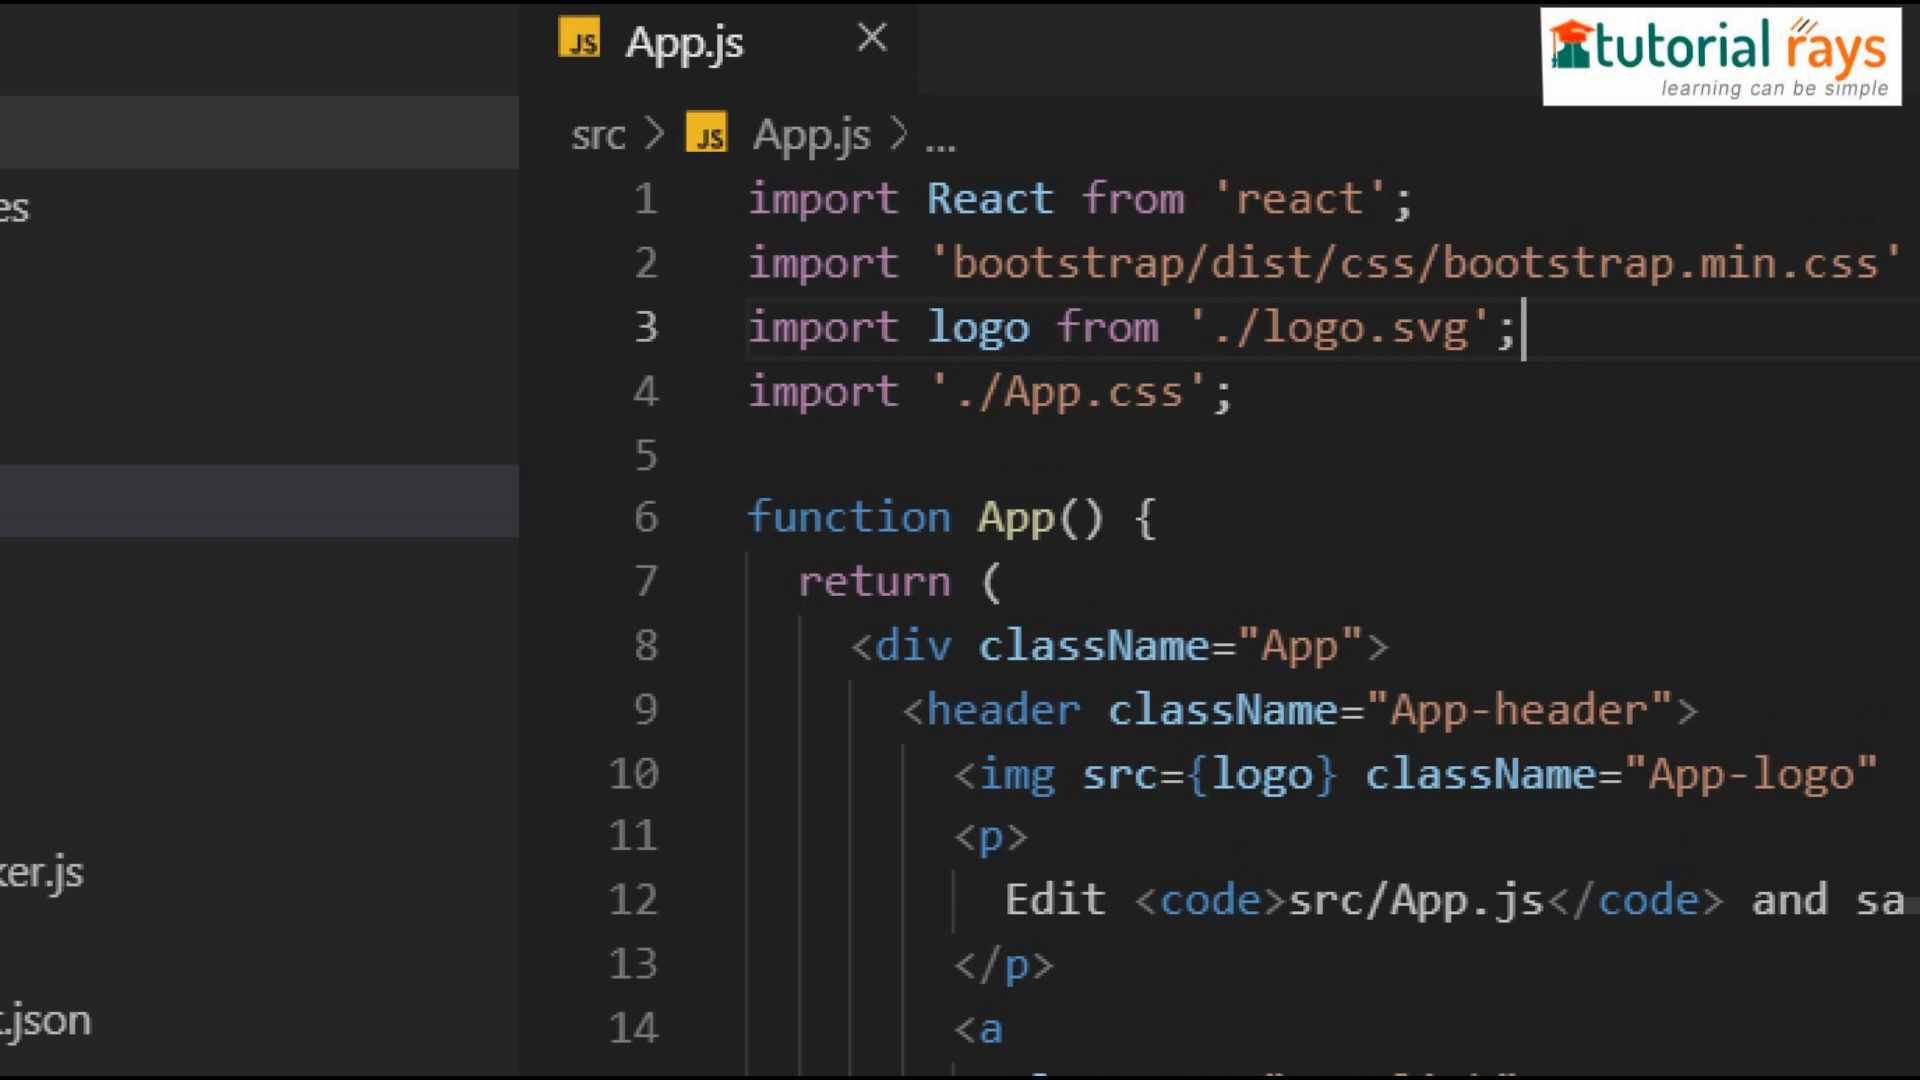 JS App.js
tutorial rays
learning can be simple
src > JS App.js > ...
es
1 import React from 'react';
2 import 'bootstrap/dist/css/bootstrap.min.css'
3 import logo from './logo.svg';
4 import './App.css';
5
6 function App() {
7 return (
8 <div className="App">
9 <header className="App-header">
10 <img src={logo} className="App-logo"
11 <p>
ker.js
12 Edit <code>src/App.js</code> and sa
13 </p>
.json
14 <a